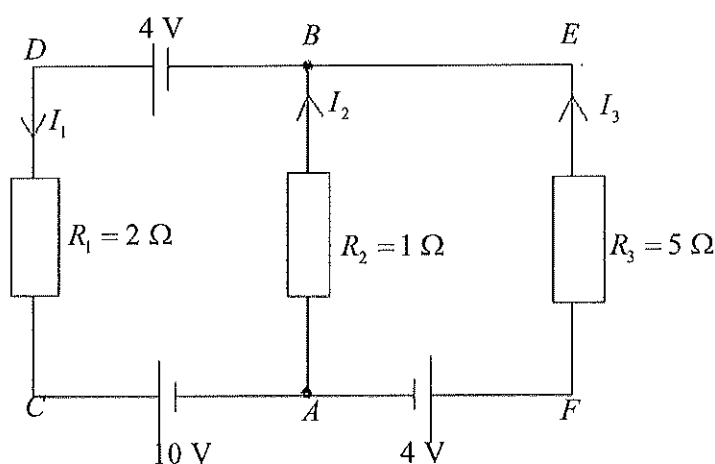 4 V
D
B
E
I₁
I₂
I₃
R₁ = 2 Ω
R₂ = 1 Ω
R₃ = 5 Ω
C
A
F
10 V
4 V